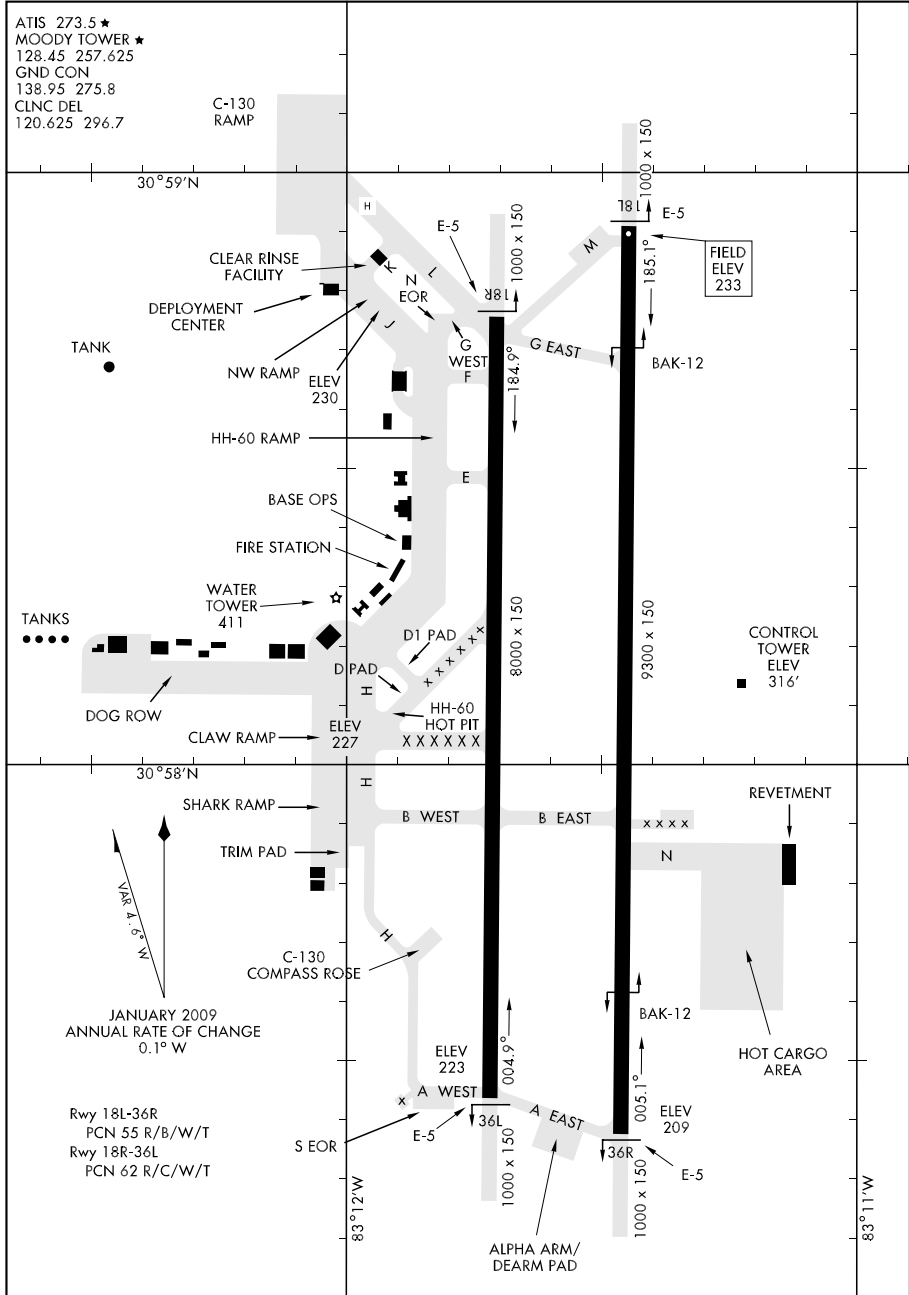 ATIS 273.5 ★
MOODY TOWER ★
128.45 257.625
GND CON
138.95 275.8
CLNC DEL
120.625 296.7
C-130
RAMP
1000 x 150
30°59'N
H
E-5
1000 x 150
18L
E-5
FIELD
ELEV
233
M
185.1°
CLEAR RINSE
FACILITY
K
L
N
EOR
18R
DEPLOYMENT
CENTER
J
G
WEST
G EAST
BAK-12
TANK
NW RAMP
ELEV
230
F
184.9°
HH-60 RAMP
E
BASE OPS
FIRE STATION
WATER
TOWER
411
TANKS
D1 PAD
X X X X X X
8000 x 150
9300 x 150
CONTROL
TOWER
ELEV
316'
D PAD
H
DOG ROW
HH-60
HOT PIT
ELEV
227
CLAW RAMP
X X X X X X
30°58'N
H
SHARK RAMP
REVETMENT
B WEST
B EAST
X X X X
TRIM PAD
N
VAR 4.6° W
H
C-130
COMPASS ROSE
JANUARY 2009
ANNUAL RATE OF CHANGE
0.1° W
BAK-12
HOT CARGO
AREA
ELEV
223
004.9°
005.1°
A WEST
X
ELEV
209
Rwy 18L-36R
PCN 55 R/B/W/T
Rwy 18R-36L
PCN 62 R/C/W/T
S EOR
E-5
36L
A EAST
36R
E-5
1000 x 150
1000 x 150
83°12'W
83°11'W
ALPHA ARM/
DEARM PAD